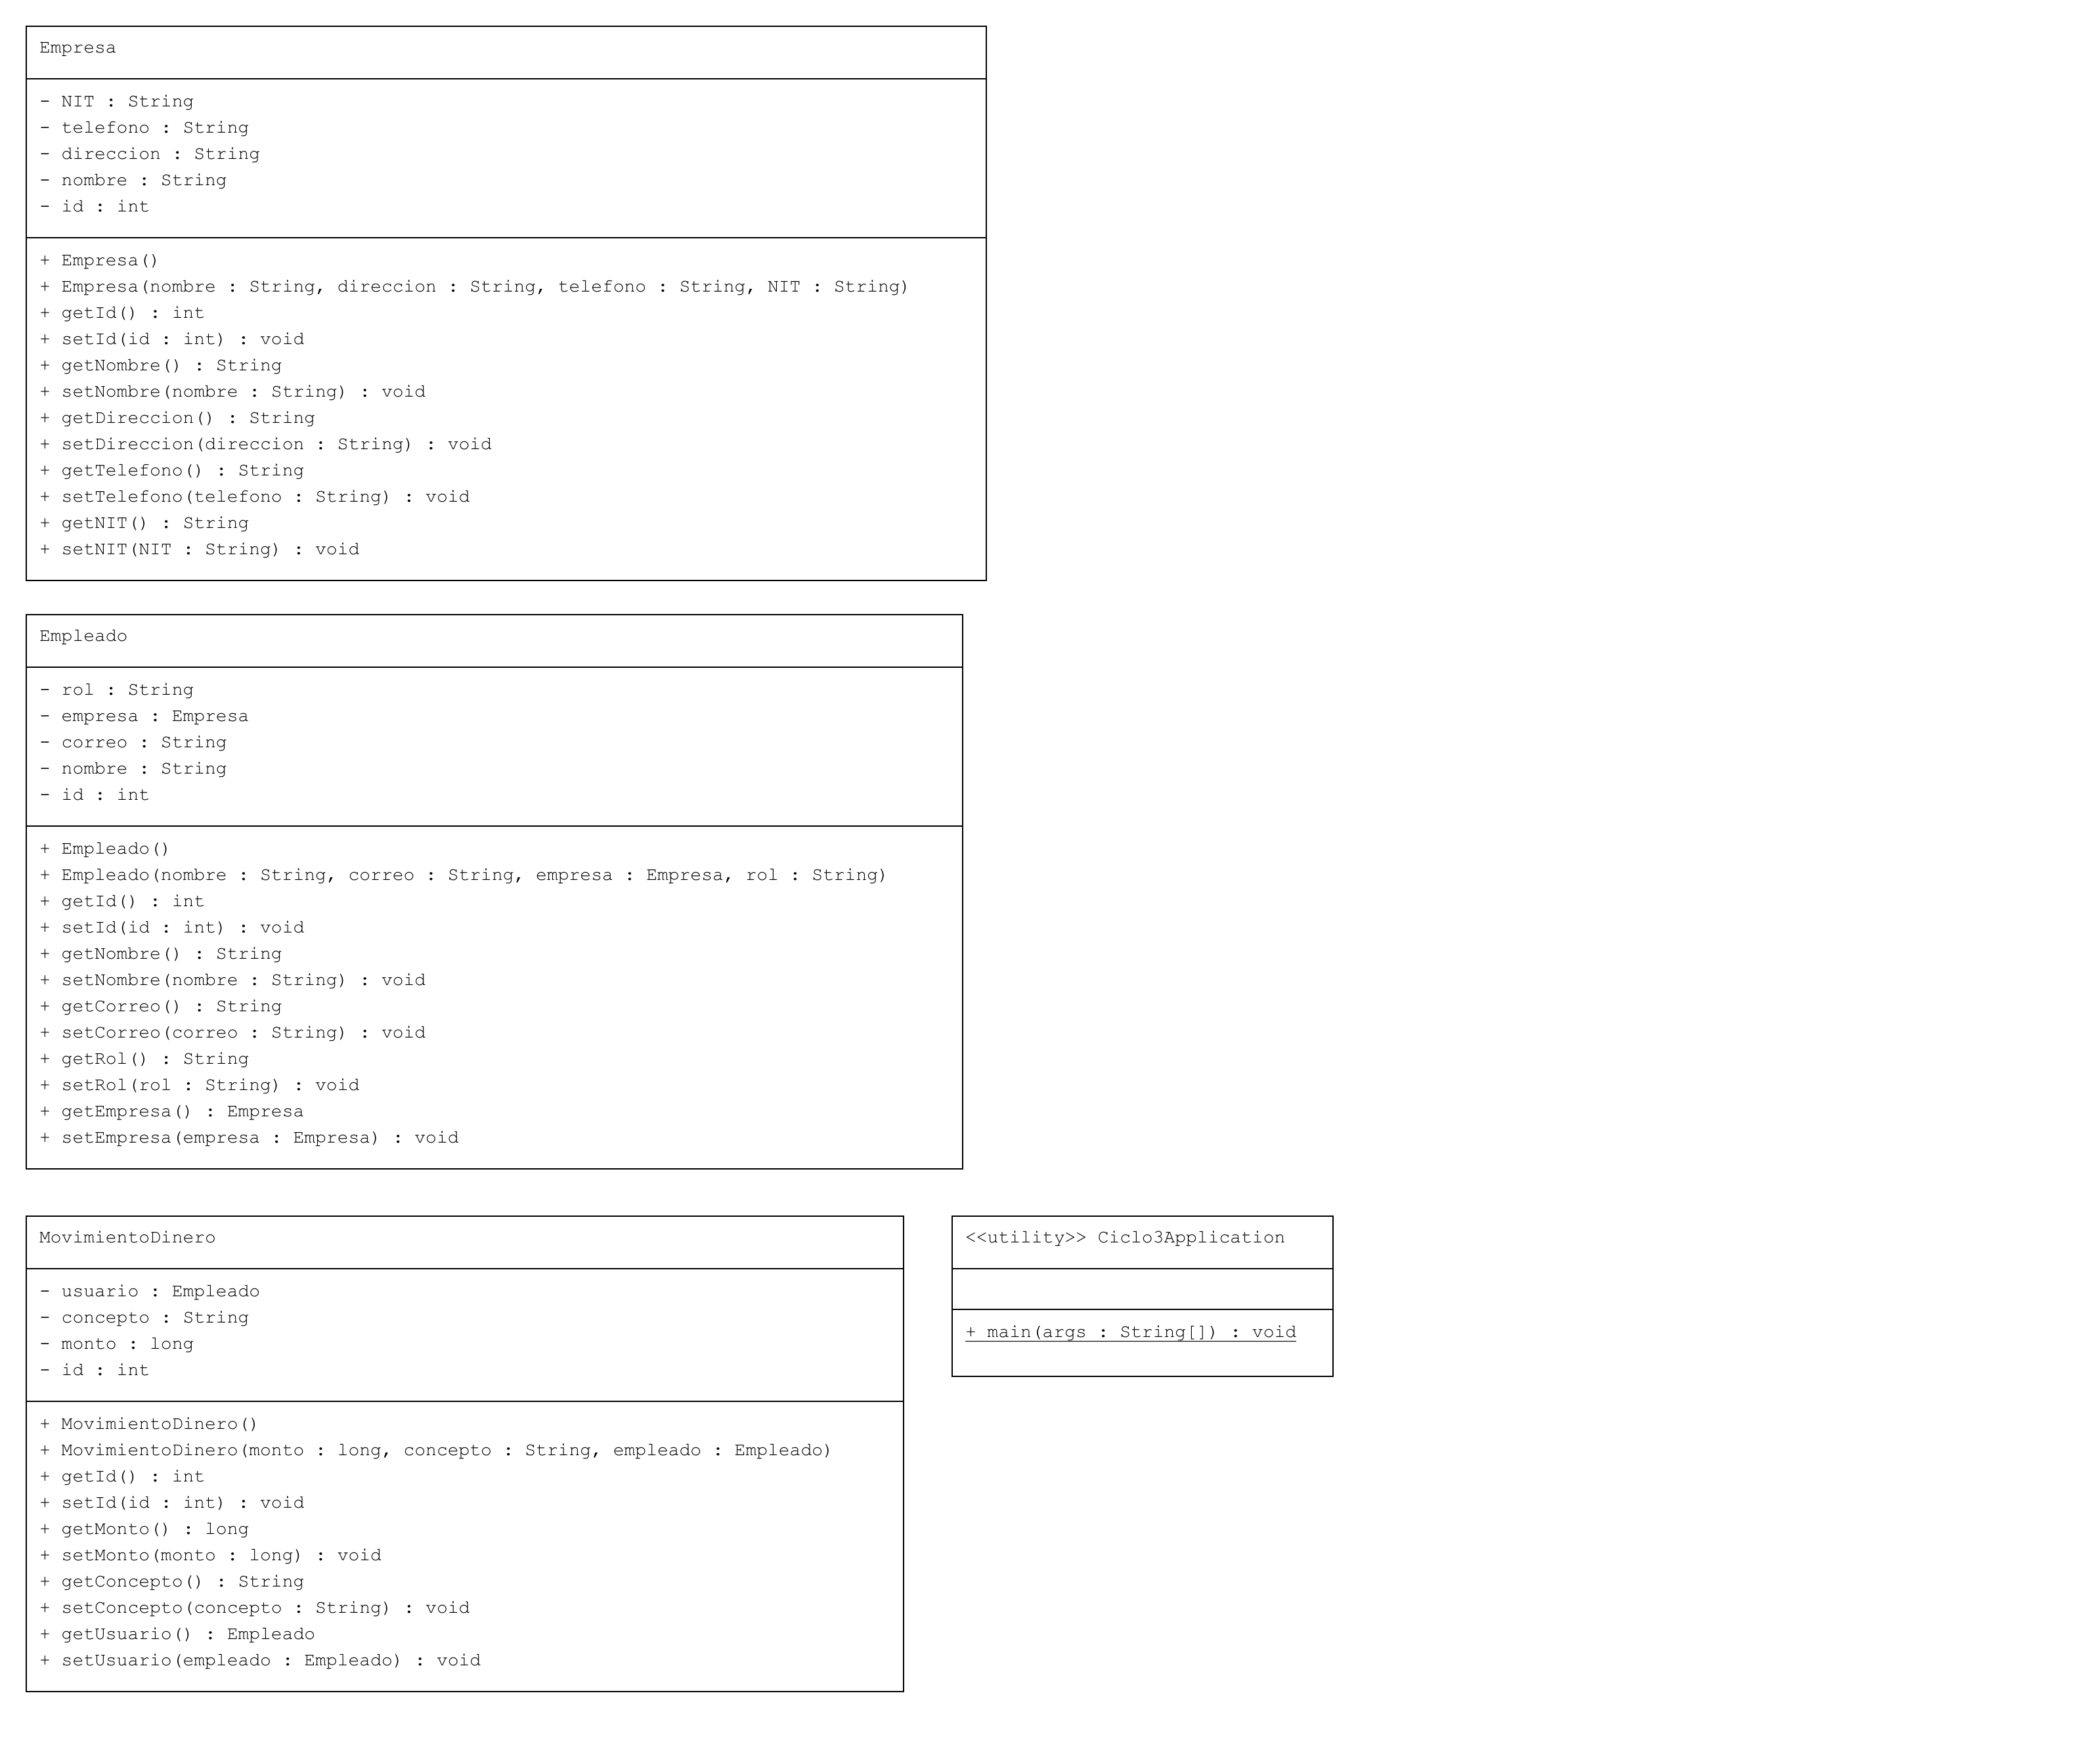 Empresa
- NIT : String
- telefono : String
- direccion : String
- nombre : String
- id : int
+ Empresa()
+ Empresa(nombre : String, direccion : String, telefono : String, NIT : String)
+ getId() : int
+ setId(id : int) : void
+ getNombre() : String
+ setNombre(nombre : String) : void
+ getDireccion() : String
+ setDireccion(direccion : String) : void
+ getTelefono() : String
+ setTelefono(telefono : String) : void
+ getNIT() : String
+ setNIT(NIT : String) : void
Empleado
- rol : String
- empresa : Empresa
- correo : String
- nombre : String
- id : int
+ Empleado()
+ Empleado(nombre : String, correo : String, empresa : Empresa, rol : String)
+ getId() : int
+ setId(id : int) : void
+ getNombre() : String
+ setNombre(nombre : String) : void
+ getCorreo() : String
+ setCorreo(correo : String) : void
+ getRol() : String
+ setRol(rol : String) : void
+ getEmpresa() : Empresa
+ setEmpresa(empresa : Empresa) : void
MovimientoDinero
- usuario : Empleado
- concepto : String
- monto : long
- id : int
+ MovimientoDinero()
+ MovimientoDinero(monto : long, concepto : String, empleado : Empleado)
+ getId() : int
+ setId(id : int) : void
+ getMonto() : long
+ setMonto(monto : long) : void
+ getConcepto() : String
+ setConcepto(concepto : String) : void
+ getUsuario() : Empleado
+ setUsuario(empleado : Empleado) : void
<<utility>> Ciclo3Application
+ main(args : String[]) : void